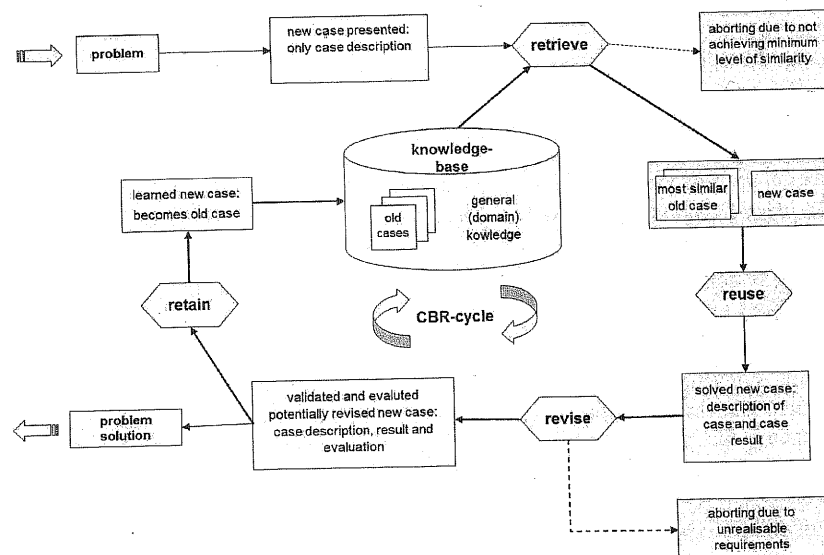 problem
new case presented:
only case description
retrieve
aborting due to not
achieving minimum
level of similarity
knowledge-
base
old
cases
general
(domain)
kowledge
most similar
old case
new case
learned new case:
becomes old case
retain
CBR-cycle
reuse
validated and evaluted
potentially revised new case:
case description, result and
evaluation
revise
solved new case:
description of
case and case
result
problem
solution
aborting due to
unrealisable
requirements